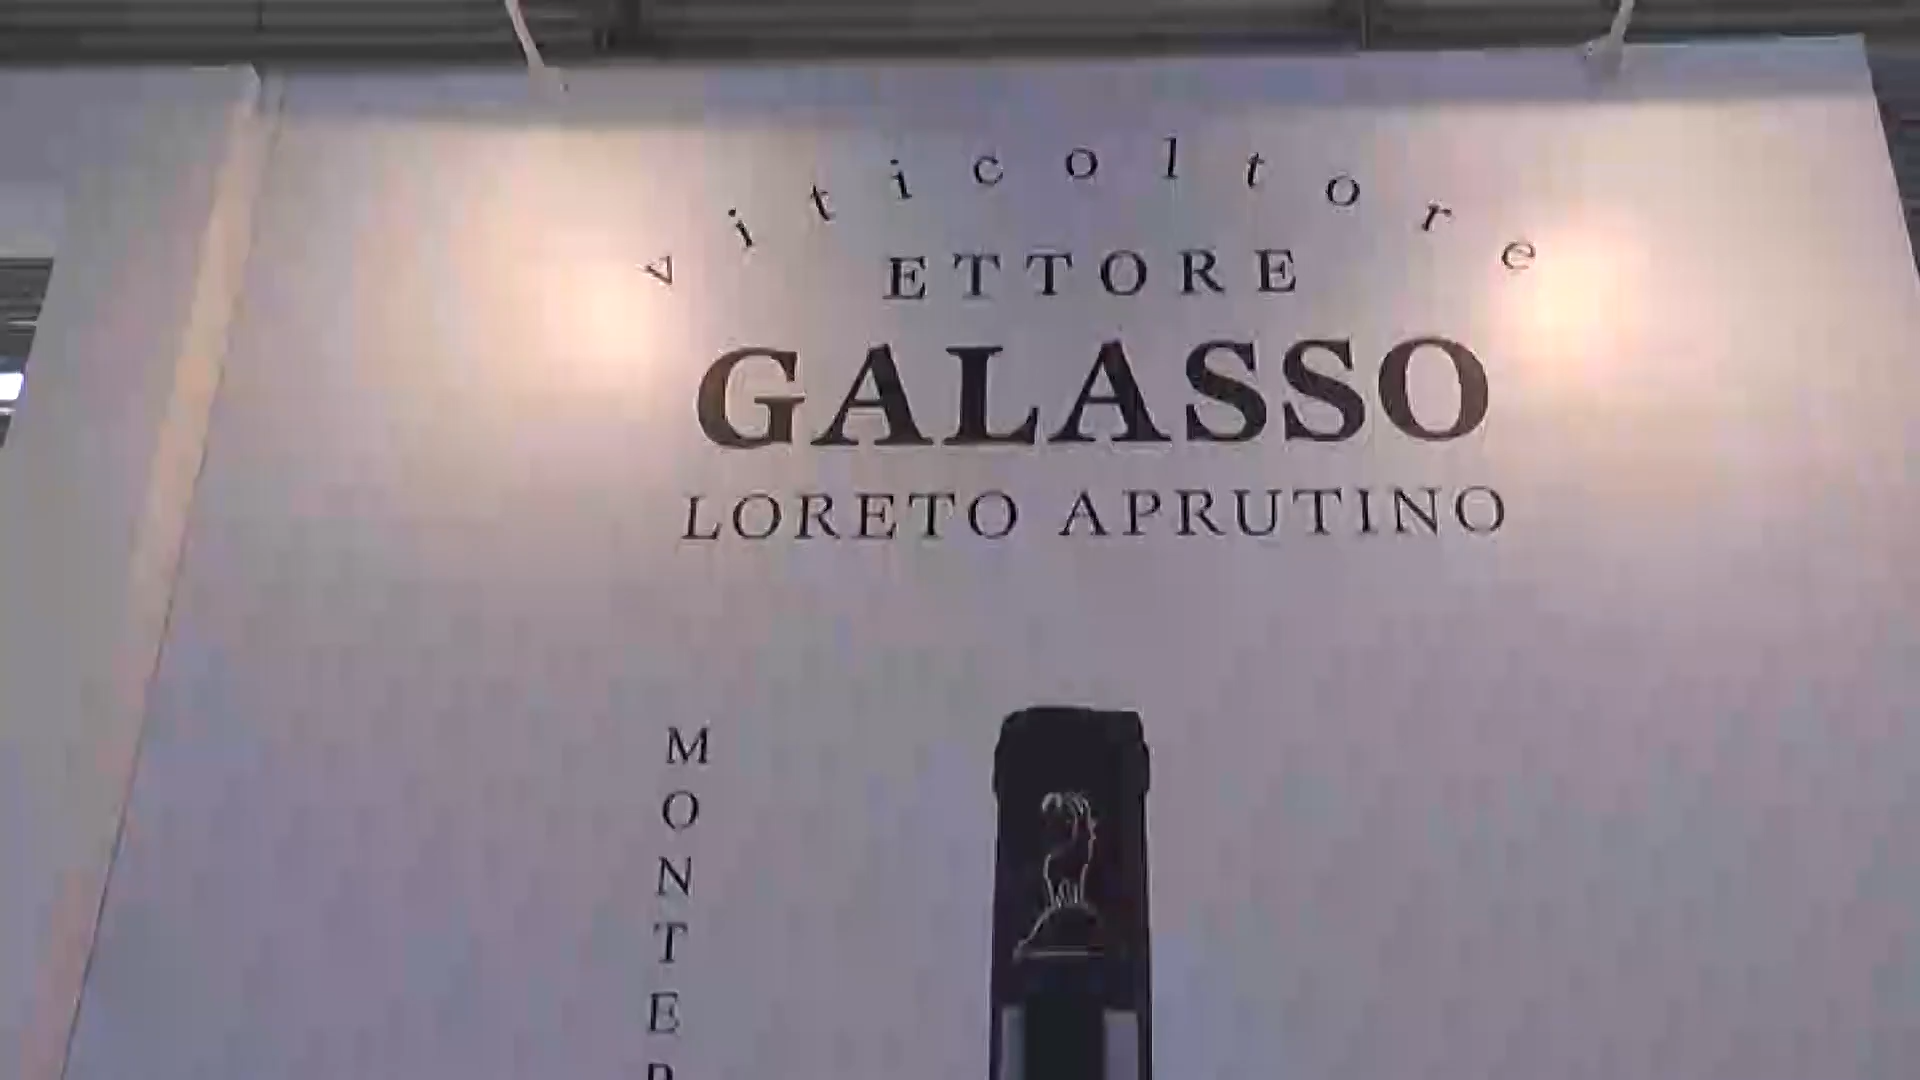 viticoltore
ETTORE
GALASSO
LORETO APRUTINO
MONTE